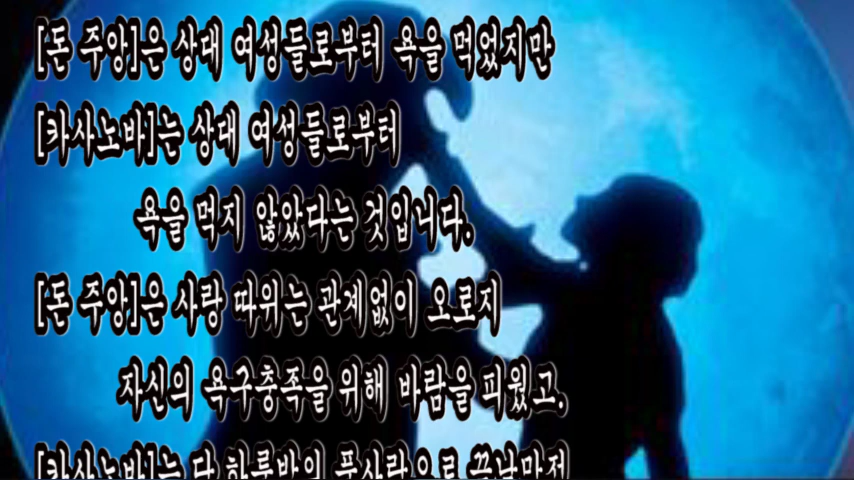 [돈 주앙]은 상대 여성들로부터 욕을 먹었지만
[카사노바]는 상대 여성들로부터
욕을 먹지 않았다는 것입니다.
[돈 주앙]은 사랑 따위는 관계없이 오로지
자신의 욕구충족을 위해 바람을 피웠고.
[카사노바]는 단 하룻밤의 풋사랑으로 끝날망정